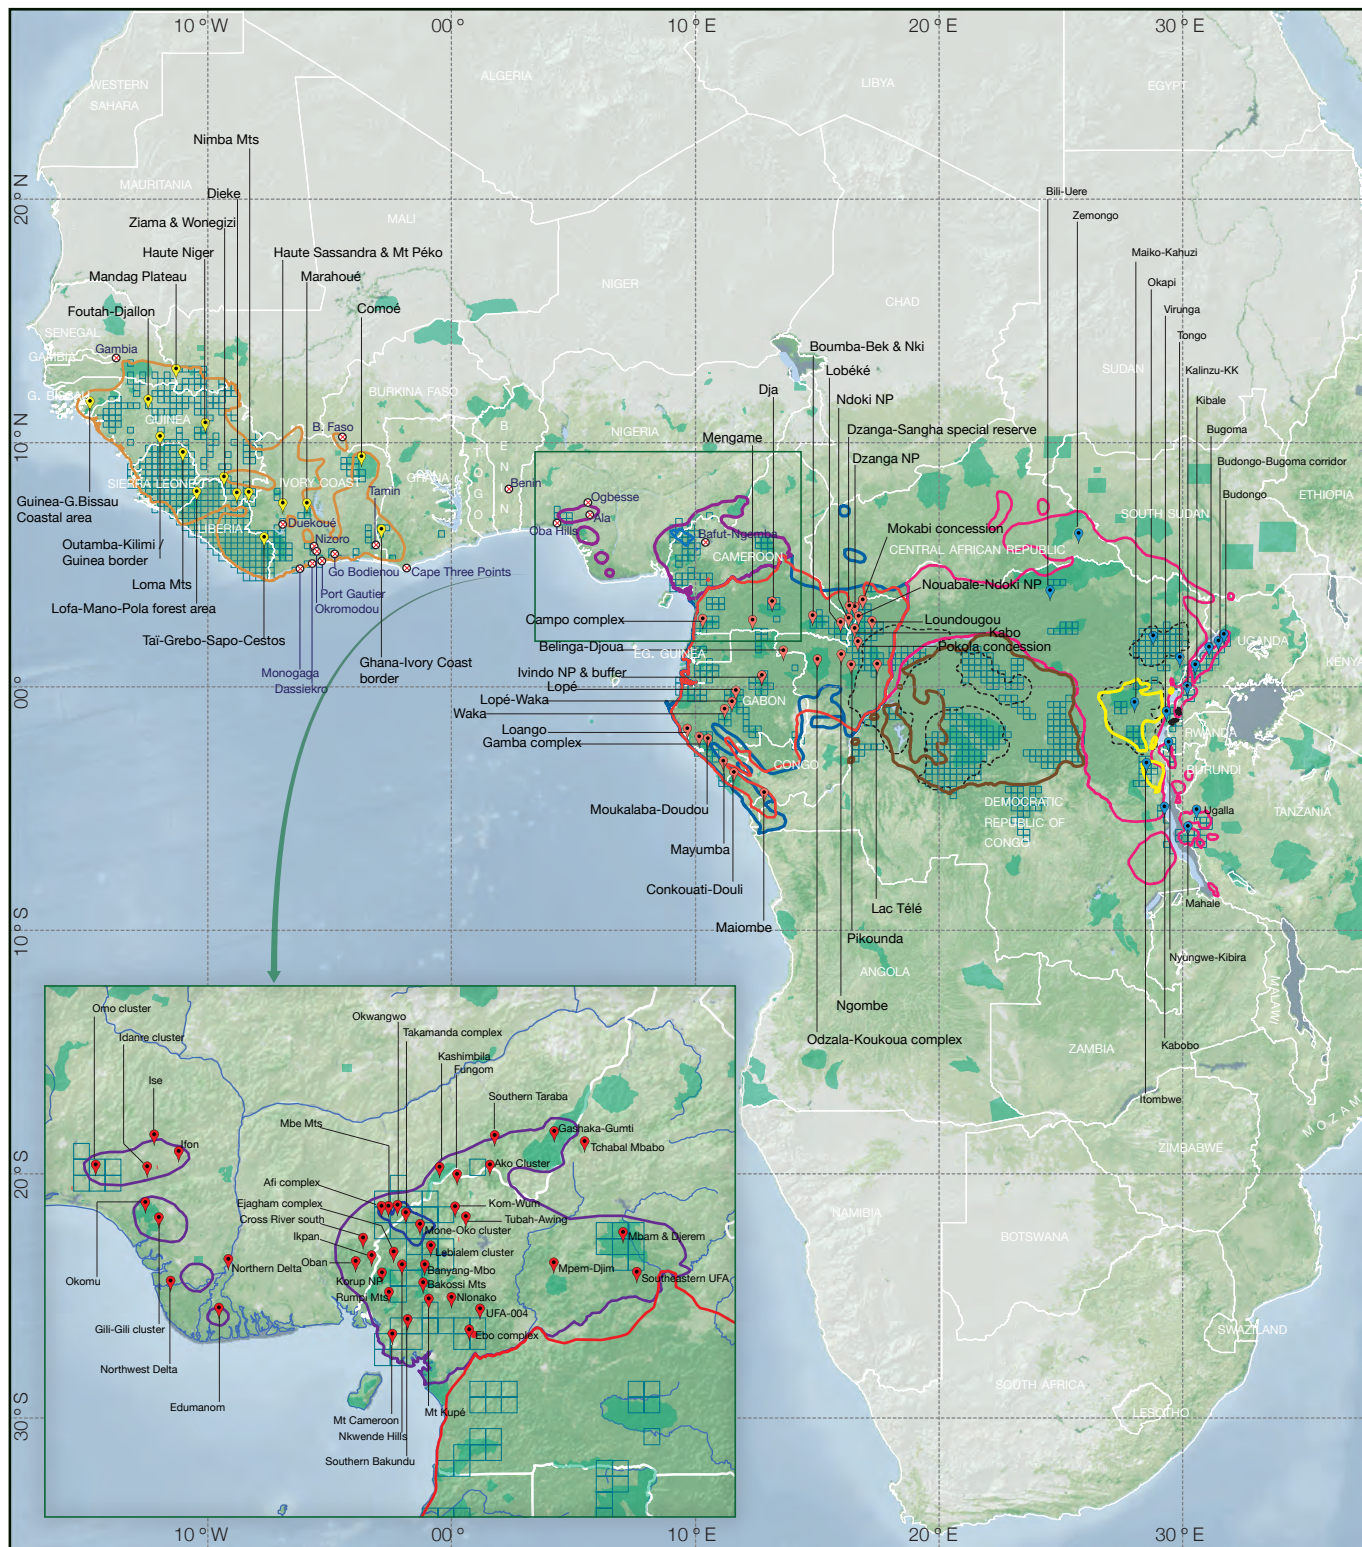 10 °W
00°
10 °E
20 °E
30 °E
ALGERIA
LIBYA
EGYPT
WESTERN
SAHARA
Nimba Mts
MAURITANIA
Dieke
20 ° N
Bili-Uere
MALI
Zemongo
Ziama & Wonegizi
Haute Niger
Haute Sassandra & Mt Péko
Maiko-Kahuzi
Mandag Plateau
Marahoué
NIGER
Okapi
CHAD
Foutah-Djallon
Comoé
Virunga
SENEGAL
Tongo
Gambia
GAMBIA
Boumba-Bek & Nki
Lobéké
SUDAN
Kalinzu-KK
BURKINA FASO
Dja
Ndoki NP
Kibale
G. BISSAU
GUINEA
B. Faso
BENIN
NIGERIA
Mengame
Dzanga-Sangha special reserve
Bugoma
10 ° N
TOGO
Dzanga NP
Budongo-Bugoma corridor
SIERRA LEONE
IVORY COAST
GHANA
Benin
Tamin
Budongo
ETHIOPIA
Guinea-G.Bissau
Coastal area
Ogbesse
Ala
Oba Hills
Mokabi concession
SOUTH SUDAN
LIBERIA
Duékoué
Nizoro
Bafut-Ngemba
CAMEROON
CENTRAL AFRICAN REPUBLIC
Outamba-Kilimi /
Guinea border
Go Bodienou
Cape Three Points
Loma Mts
Nouabale-Ndoki NP
Port Gautier
Lofa-Mano-Pola forest area
Okromodou
Campo complex
Loundougou
Kabo
Taï-Grebo-Sapo-Cestos
Belinga-Djoua
EQ. GUINEA
Pokola concession
UGANDA
Ghana-Ivory Coast
border
KENYA
Monogaga
Dassiekro
Ivindo NP & buffer
Lopé
00°
Lopé-Waka
GABON
Waka
Loango
RWANDA
Gamba complex
CONGO
BURUNDI
Moukalaba-Doudou
DEMOCRATIC
REPUBLIC OF
CONGO
Ugalla
TANZANIA
Mayumba
Conkouati-Douli
Mahale
Lac Télé
Maiombe
10 ° S
Pikounda
ANGOLA
Nyungwe-Kibira
MALAWI
Ngombe
Odzala-Koukoua complex
ZAMBIA
Kabobo
Itombwe
MOZAM
ZIMBABWE
20 ° S
NAMIBIA
BOTSWANA
SWAZILAND
SOUTH AFRICA
LESOTHO
30 ° S
Omo cluster
Okwangwo
Takamanda complex
Idanre cluster
Kashimbila
Fungom
Ise
Southern Taraba
Mbe Mts
Gashaka-Gumti
Ifon
Tchabal Mbabo
Ako Cluster
Afi complex
Ejagham complex
Kom-Wum
Cross River south
Tubah-Awing
Ikpan
Mone-Oko cluster
Mbam & Djerem
Lebialem cluster
Oban
Northern Delta
Banyang-Mbo
Mpem-Djim
Okomu
Korup NP
Bakossi Mts
Southeastern UFA
Rumpi Mts
Nlonako
UFA-004
Gili-Gili cluster
Ebo complex
Northwest Delta
Edumanom
Mt Cameroon
Mt Kupé
Nkwende Hills
Southern Bakundu
10 °W
00°
10 °E
20 °E
30 °E